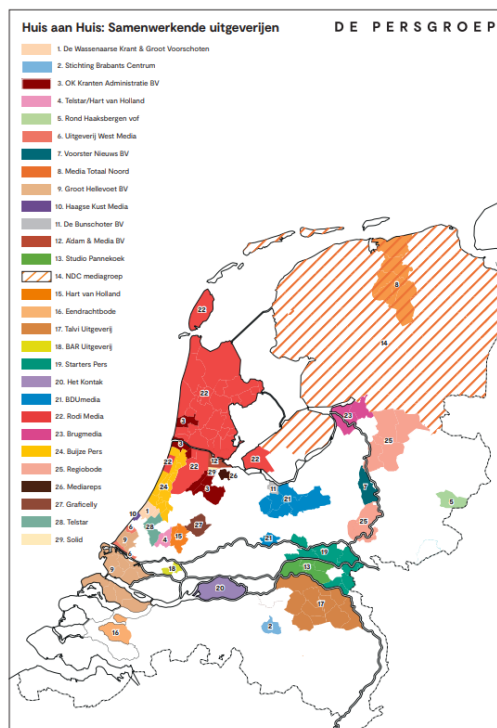 Huis aan Huis: Samenwerkende uitgeverijen
DE PERSGROEP
1. De Wassenaarse Krant & Groot Voorschoten
2. Stichting Brabants Centrum
3. OK Kranten Administratie BV
4. Telstar/Hart van Holland
5. Rond Haaksbergen vof
6. Uitgeverij West Media
7. Voorster Nieuws BV
8. Media Totaal Noord
9. Groot Hellevoet BV
10. Haagse Kust Media
11. De Bunschoter BV
12. Adam & Media BV
13. Studio Pannekoek
14. NDC mediagroep
15. Hart van Holland
16. Eendrachtbode
17. Talvi Uitgeverij
18. BAR Uitgeverij
19. Starters Pers
20. Het Kontak
21. BDUmedia
22. Rodi Media
23. Brugmedia
24. Buijze Pers
25. Regiobode
26. Mediareps
27. Graficelly
28. Telstar
29. Solid
8
22
14
22
23
25
22
12
22
29
26
24
3
11
21
7
5
10
1
6
28
27
25
9
4
15
21
6
19
9
18
13
20
17
16
2